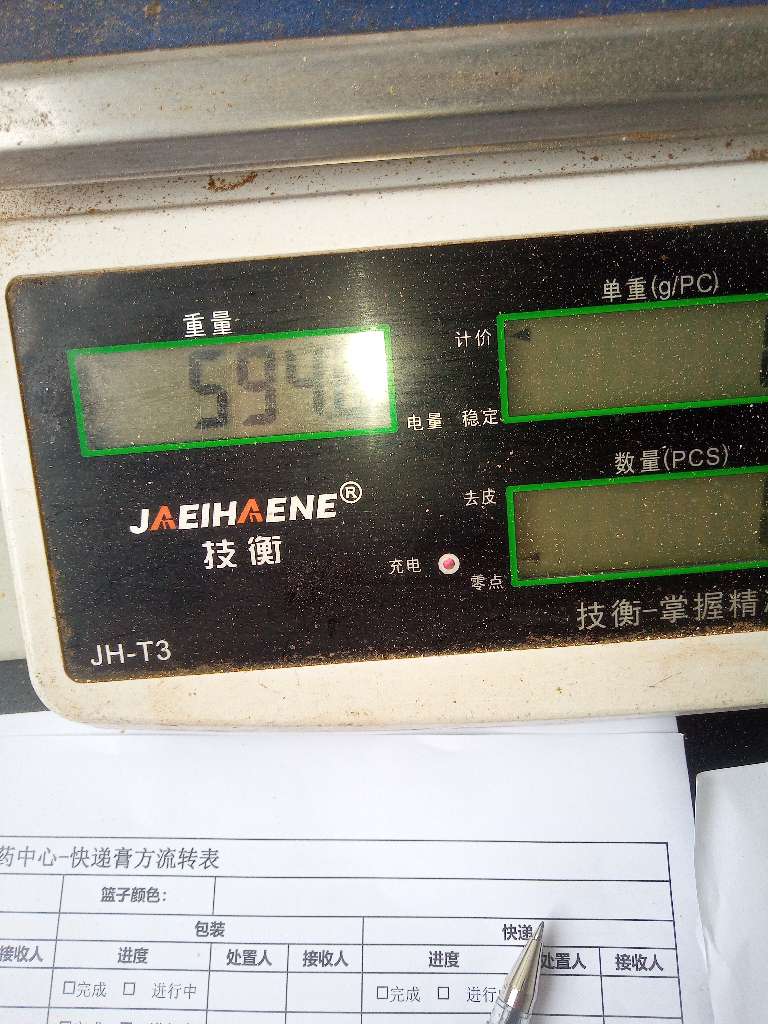 重量
单重(g/PC)
计价
594
电量 稳定
数量(PCS)
JAEIHAENE®
去皮
技衡
充电
零点
技衡-掌握精
JH-T3
药中心-快递膏方流转表
篮子颜色:
包装 快递
接收人 进度 处置人 接收人 进度 处置人 接收人
☐完成 ☐ 进行中 ☐完成 ☐ 进行